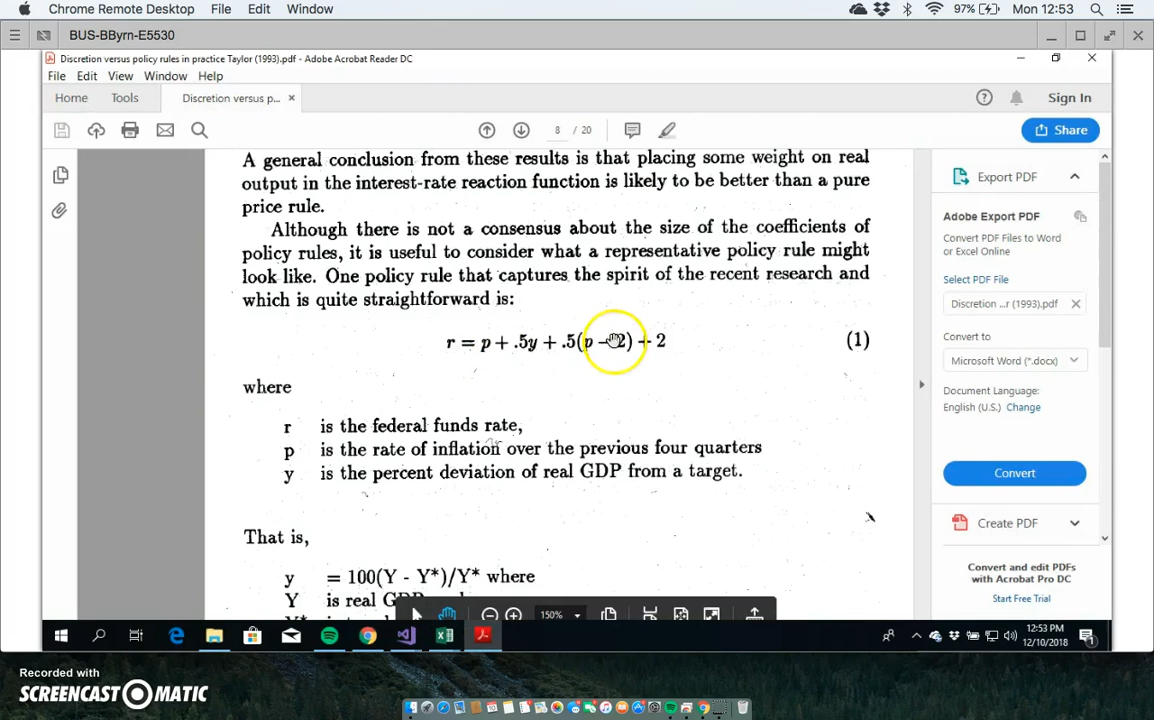 Chrome Remote Desktop File Edit Window 97% Mon 12:53
BUS-BByrn-E5530
Discretion versus policy rules in practice Taylor (1993).pdf - Adobe Acrobat Reader DC
File Edit View Window Help
Home Tools Discretion versus p... × Sign In
8 / 20 Share
A general conclusion from these results is that placing some weight on real
output in the interest-rate reaction function is likely to be better than a pure
price rule.
Although there is not a consensus about the size of the coefficients of
policy rules, it is useful to consider what a representative policy rule might
look like. One policy rule that captures the spirit of the recent research and
which is quite straightforward is:
r = p + .5y + .5(p – 2) + 2 (1)
where
r is the federal funds rate,
p is the rate of inflation over the previous four quarters
y is the percent deviation of real GDP from a target.
That is,
y = 100(Y - Y*)/Y* where
Y is real
150%
Export PDF
Adobe Export PDF
Convert PDF Files to Word
or Excel Online
Select PDF File
Discretion ...r (1993).pdf ×
Convert to
Microsoft Word (*.docx)
Document Language:
English (U.S.) Change
Convert
Create PDF
Convert and edit PDFs
with Acrobat Pro DC
Start Free Trial
12:53 PM
12/10/2018
Recorded with
SCREENCAST-O-MATIC